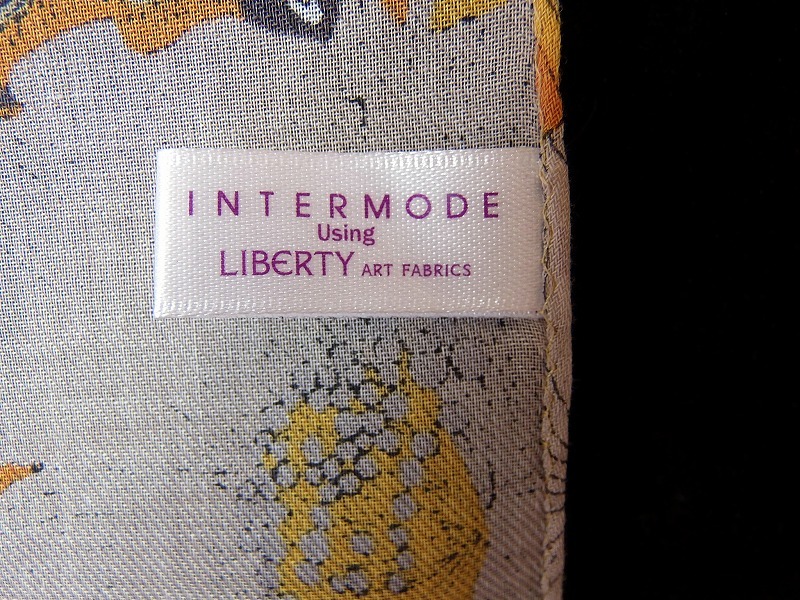 INTERMODE
Using
LIBERTY ART FABRICS